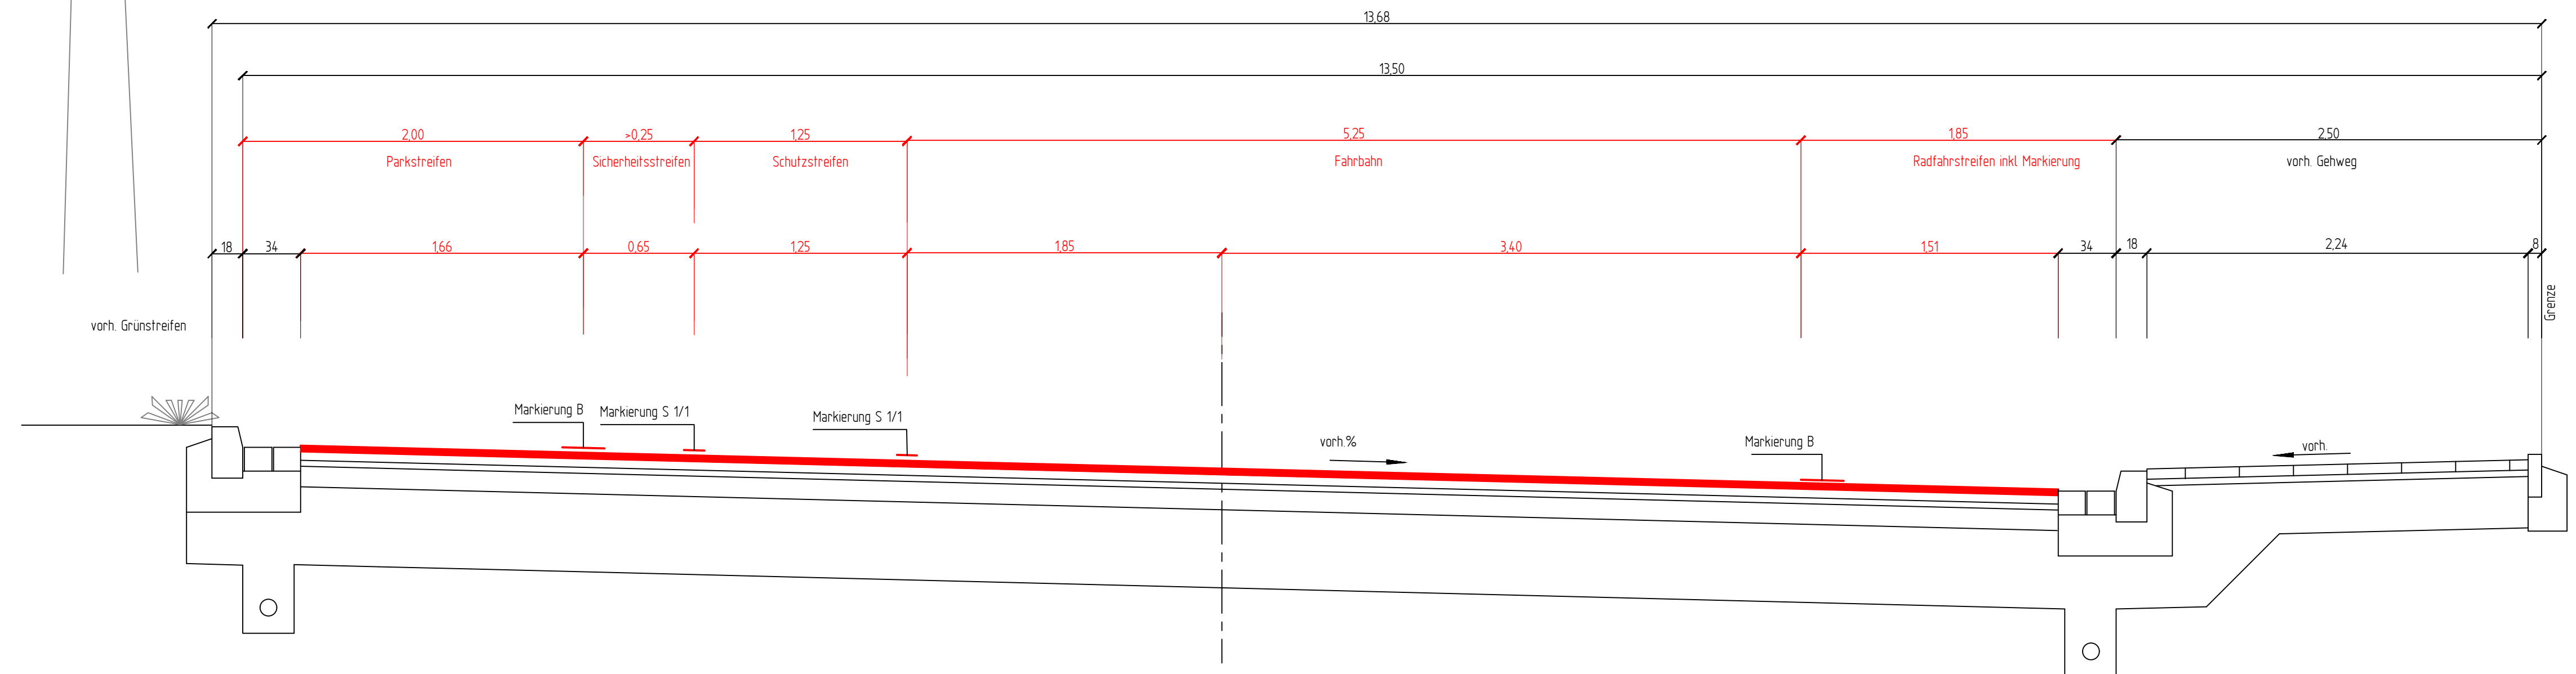 13,68
13,50
2,00 >0,25 1,25 5,25 1,85 2,50
Parkstreifen Sicherheitsstreifen Schutzstreifen Fahrbahn Radfahrstreifen inkl Markierung vorh. Gehweg
18 34 1,66 0,65 1,25 1,85 3,40 1,51 34 18 2,24 8
Grenze
vorh. Grünstreifen
Markierung B Markierung S 1/1 Markierung S 1/1 vorh.% Markierung B vorh.